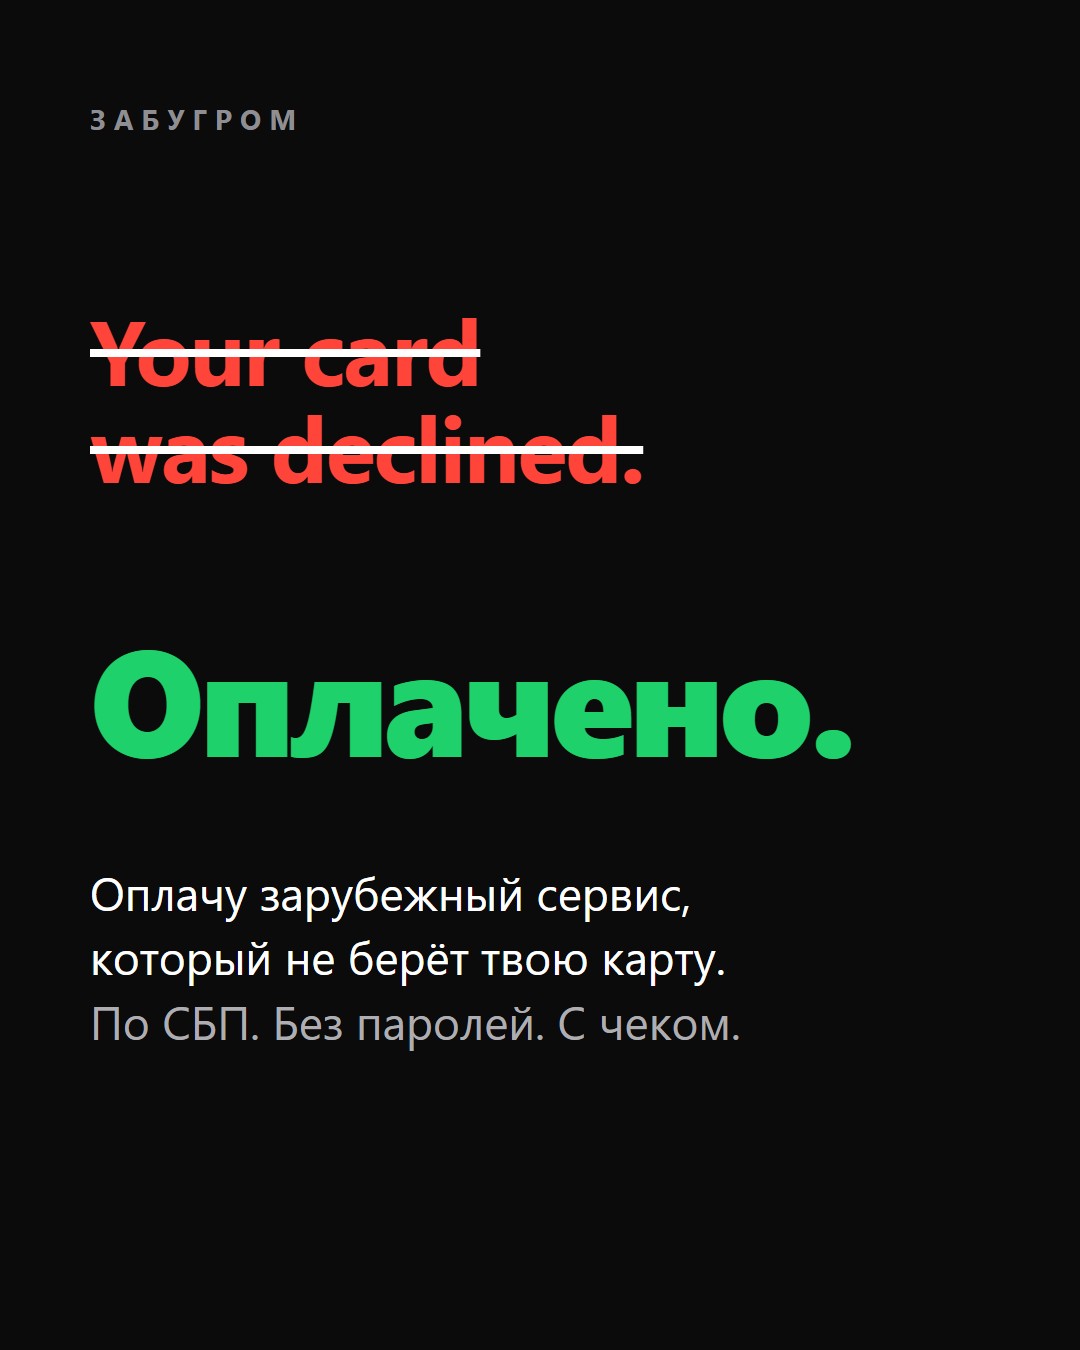 ЗАБУГРОМ
Your card
was declined.
Оплачено.
Оплачу зарубежный сервис,
который не берёт твою карту.
По СБП. Без паролей. С чеком.